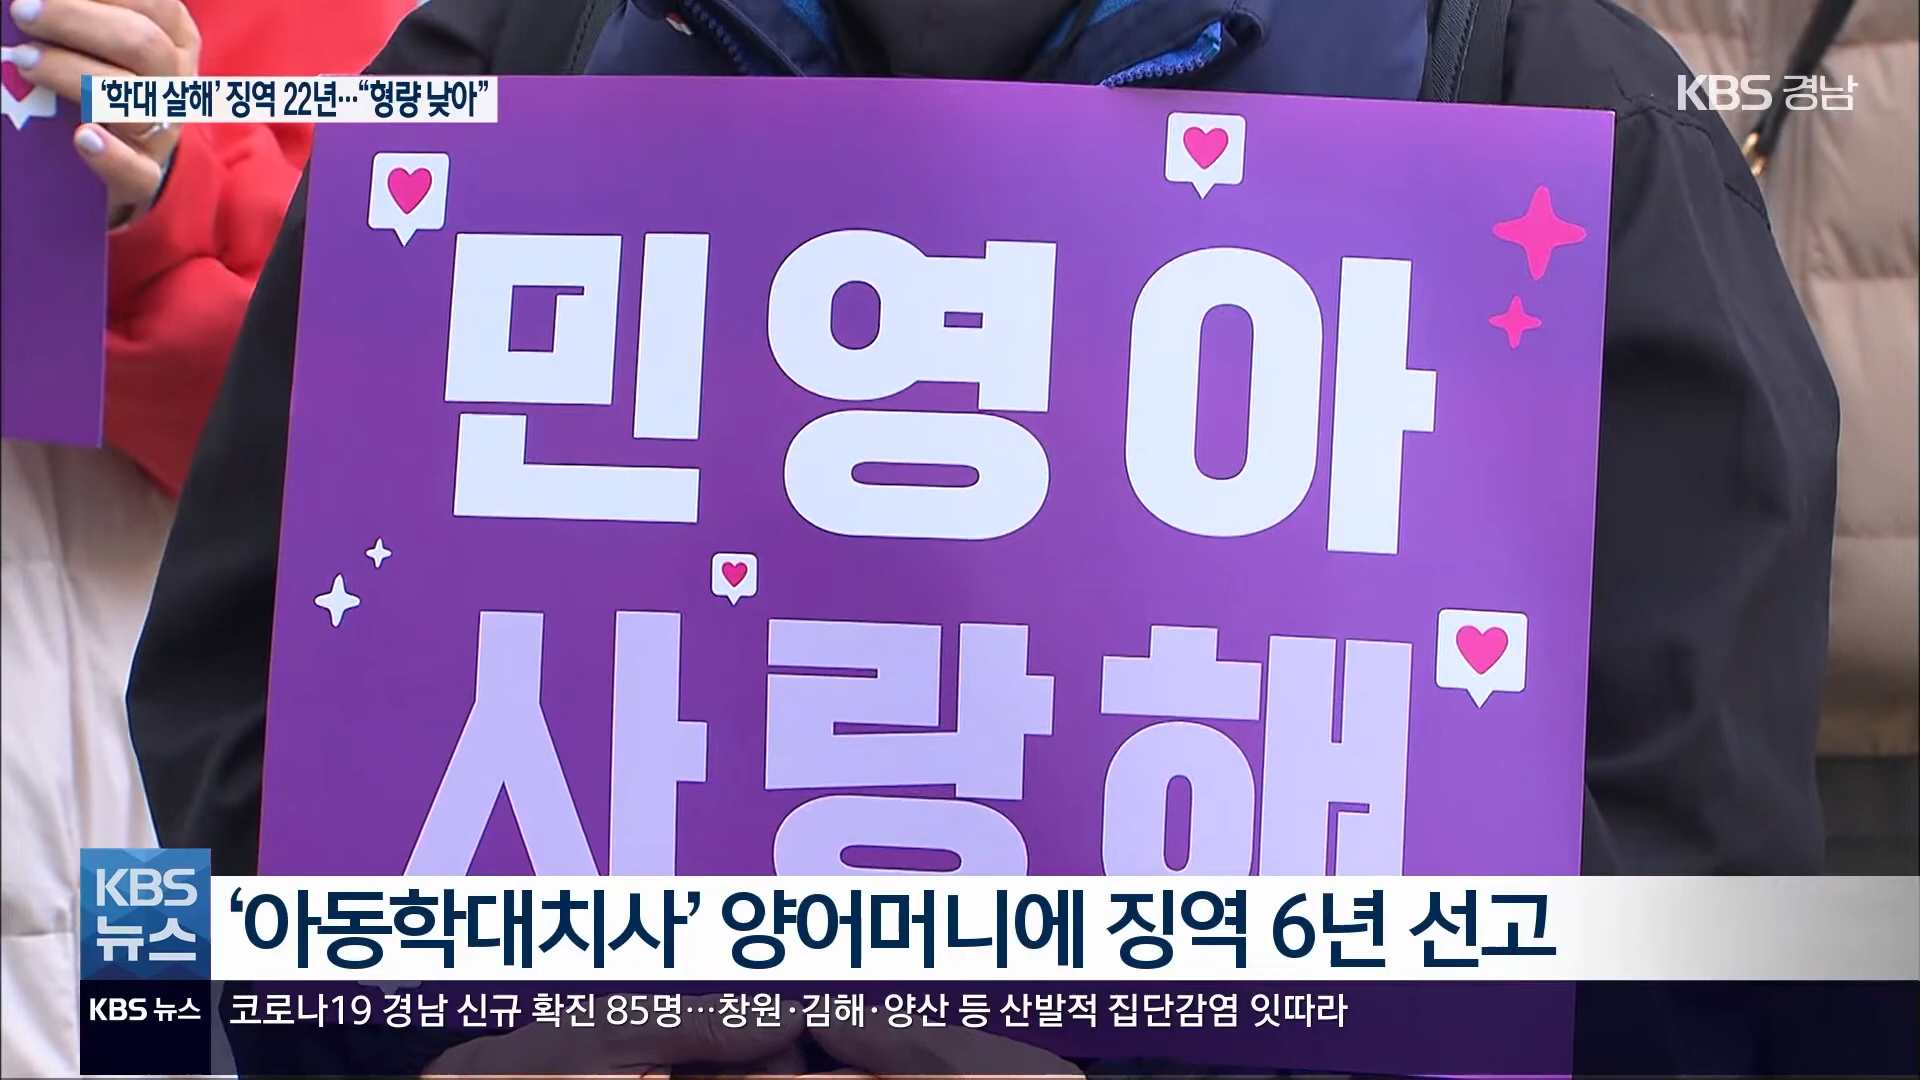 ‘학대 살해’ 징역 22년…“형량 낮아”
KBS 경남
민영아
사랑해
KBS
뉴스
‘아동학대치사’ 양어머니에 징역 6년 선고
KBS 뉴스
코로나19 경남 신규 확진 85명…창원·김해·양산 등 산발적 집단감염 잇따라